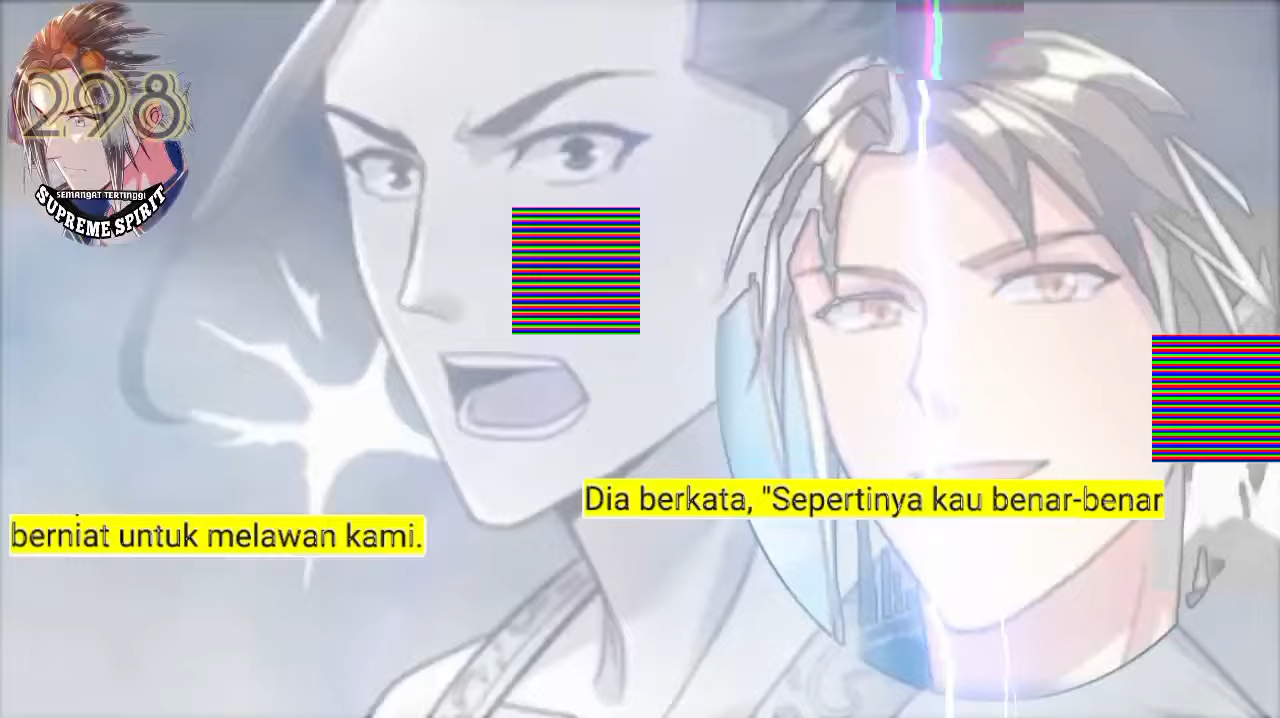 298
SEMANGAT TERTINGGI
SUPREME SPIRIT
Dia berkata, "Sepertinya kau benar-benar
berniat untuk melawan kami.